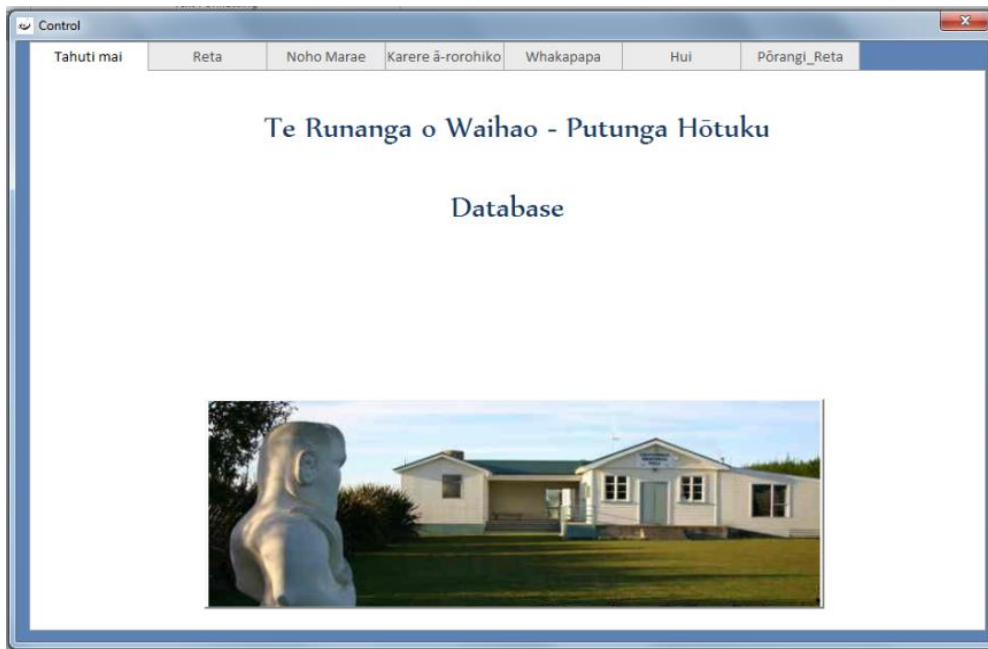 Control
Tahuti mai Reta Noho Marae Karere ā-rorohiko Whakapapa Hui Pōrangi_Reta
Te Runanga o Waihao - Putunga Hōtuku
Database